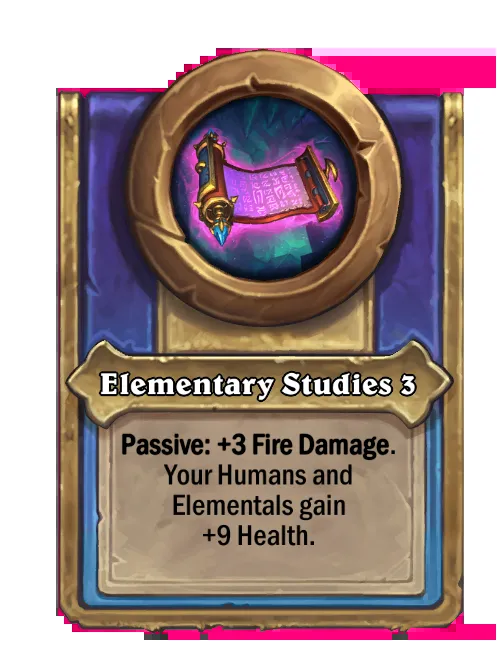 Elementary Studies 3
Passive: +3 Fire Damage.
Your Humans and
Elementals gain
+9 Health.